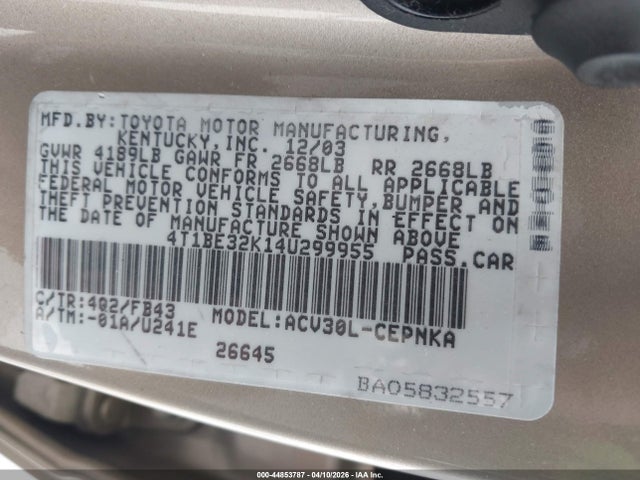 MFD.BY:TOYOTA MOTOR MANUFACTURING,
KENTUCKY,INC. 12/03
GVWR 4189LB GAWR FR 2668LB RR 2668LB
THIS VEHICLE CONFORMS TO ALL APPLICABLE
FEDERAL MOTOR VEHICLE SAFETY,BUMPER AND
THEFT PREVENTION STANDARDS IN EFFECT ON
THE DATE OF MANUFACTURE SHOWN ABOVE
4T1BE32K14U299955 PASS.CAR
C/TR:4Q2/FB43 MODEL:ACV30L-CEPNKA
A/TM:-01A/U241E
26645
BA05832557
000-44853787 - 04/10/2026 - IAA Inc.